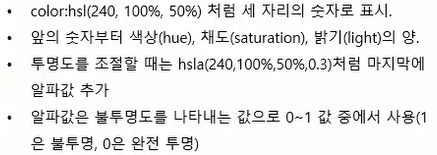 • color:hsl(240, 100%, 50%) 처럼 세 자리의 숫자로 표시.
• 앞의 숫자부터 색상(hue), 채도(saturation), 밝기(light)의 양.
• 투명도를 조절할 때는 hsla(240,100%,50%,0.3)처럼 마지막에
알파값 추가
• 알파값은 불투명도를 나타내는 값으로 0~1 값 중에서 사용(1
은 불투명, 0은 완전 투명)